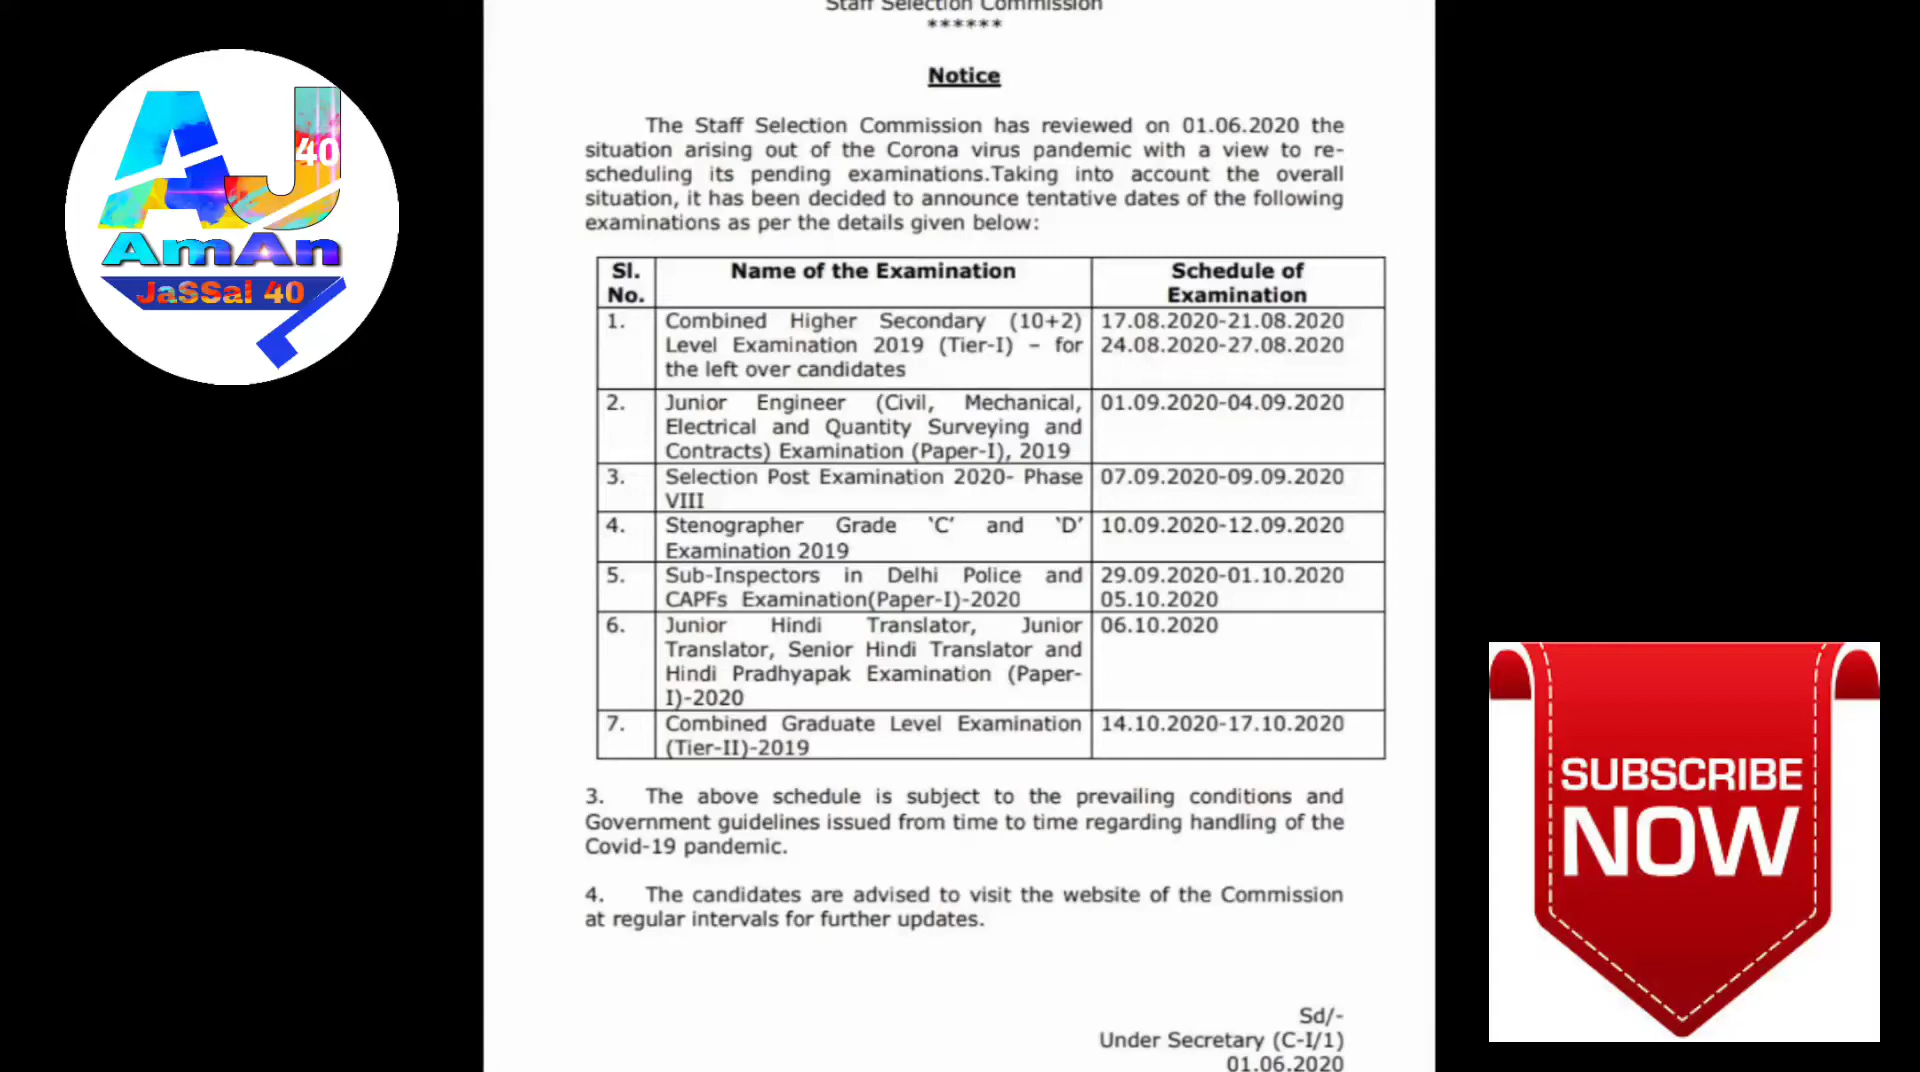 Staff Selection Commission
******
Notice
The Staff Selection Commission has reviewed on 01.06.2020 the
situation arising out of the Corona virus pandemic with a view to re-
scheduling its pending examinations.Taking into account the overall
situation, it has been decided to announce tentative dates of the following
examinations as per the details given below:
Sl. No. Name of the Examination Schedule of Examination
1. Combined Higher Secondary (10+2) 17.08.2020-21.08.2020
Level Examination 2019 (Tier-I) – for 24.08.2020-27.08.2020
the left over candidates
2. Junior Engineer (Civil, Mechanical, 01.09.2020-04.09.2020
Electrical and Quantity Surveying and
Contracts) Examination (Paper-I), 2019
3. Selection Post Examination 2020- Phase 07.09.2020-09.09.2020
VIII
4. Stenographer Grade ‘C’ and ‘D’ 10.09.2020-12.09.2020
Examination 2019
5. Sub-Inspectors in Delhi Police and 29.09.2020-01.10.2020
CAPFs Examination(Paper-I)-2020 05.10.2020
6. Junior Hindi Translator, Junior 06.10.2020
Translator, Senior Hindi Translator and
Hindi Pradhyapak Examination (Paper-
I)-2020
7. Combined Graduate Level Examination 14.10.2020-17.10.2020
(Tier-II)-2019
3. The above schedule is subject to the prevailing conditions and
Government guidelines issued from time to time regarding handling of the
Covid-19 pandemic.
4. The candidates are advised to visit the website of the Commission
at regular intervals for further updates.
Sd/-
Under Secretary (C-I/1)
01.06.2020
AJ
40
AmAn
JaSSal 40
SUBSCRIBE
NOW